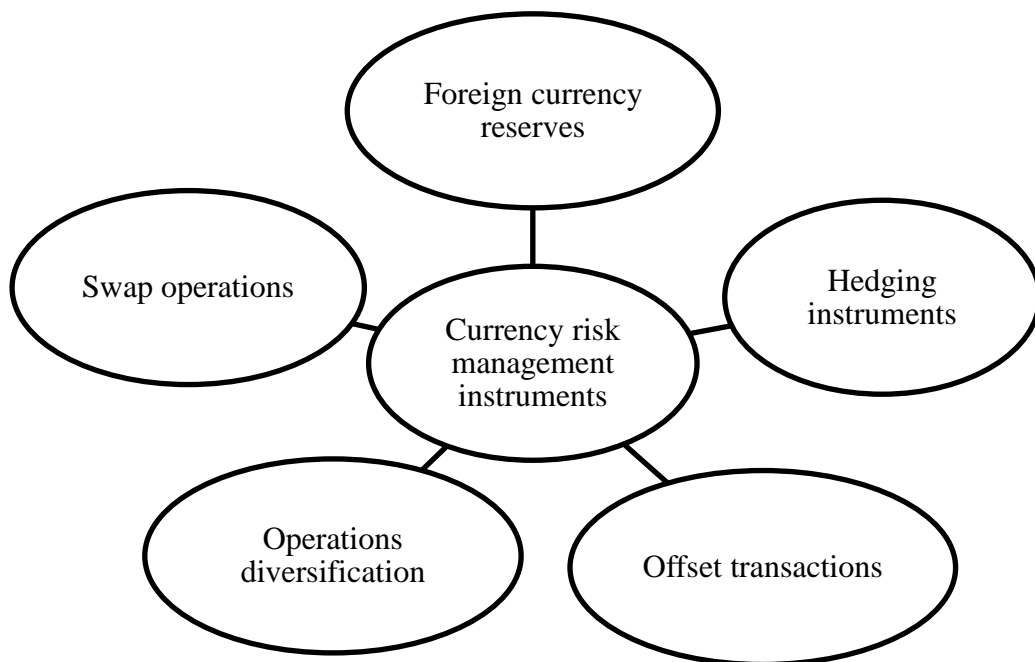 Foreign currency
reserves
Swap operations
Hedging
instruments
Currency risk
management
instruments
Operations
diversification
Offset transactions